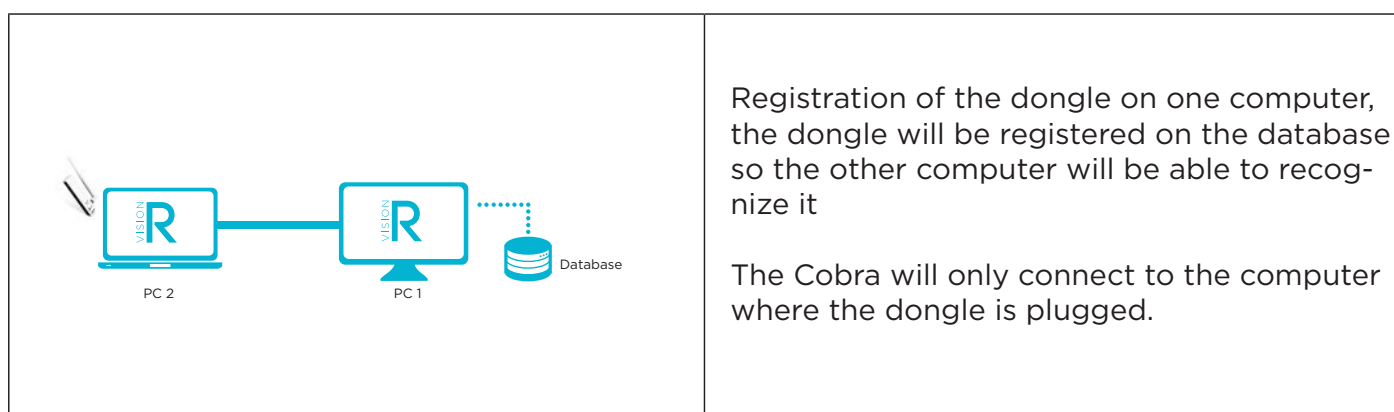 VISION R
VISION R
Database
PC 2
PC 1
Registration of the dongle on one computer,
the dongle will be registered on the database
so the other computer will be able to recog-
nize it
The Cobra will only connect to the computer
where the dongle is plugged.